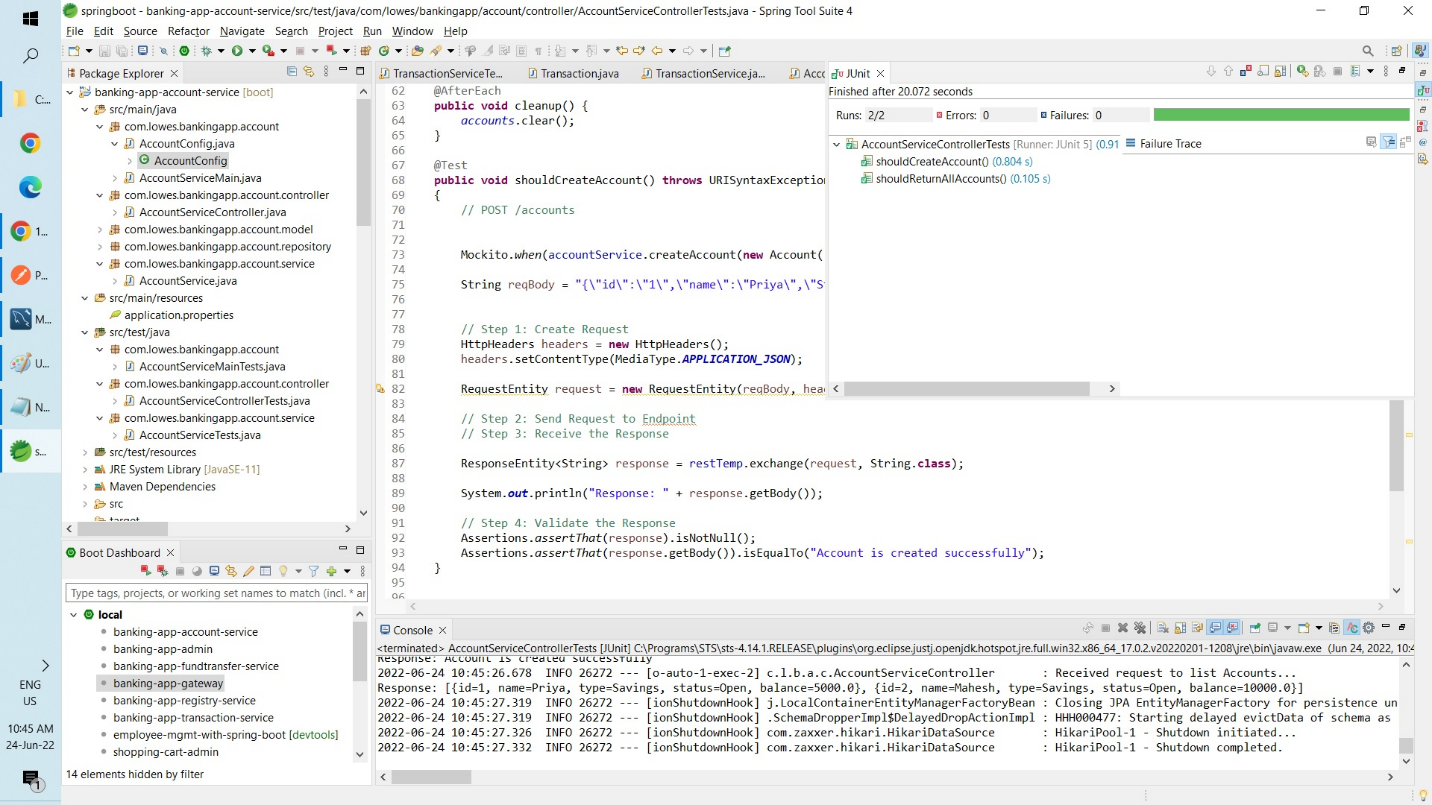 springboot - banking-app-account-service/src/test/java/com/lowes/bankingapp/account/controller/AccountServiceControllerTests.java - Spring Tool Suite 4
File Edit Source Refactor Navigate Search Project Run Window Help
Package Explorer
banking-app-account-service [boot]
src/main/java
com.lowes.bankingapp.account
AccountConfig.java
AccountConfig
AccountServiceMain.java
com.lowes.bankingapp.account.controller
AccountServiceController.java
com.lowes.bankingapp.account.model
com.lowes.bankingapp.account.repository
com.lowes.bankingapp.account.service
AccountService.java
src/main/resources
application.properties
src/test/java
com.lowes.bankingapp.account
AccountServiceMainTests.java
com.lowes.bankingapp.account.controller
AccountServiceControllerTests.java
com.lowes.bankingapp.account.service
AccountServiceTests.java
src/test/resources
JRE System Library [JavaSE-11]
Maven Dependencies
src
target
Boot Dashboard
Type tags, projects, or working set names to match (incl. * ar
local
banking-app-account-service
banking-app-admin
banking-app-fundtransfer-service
banking-app-gateway
banking-app-registry-service
banking-app-transaction-service
employee-mgmt-with-spring-boot [devtools]
shopping-cart-admin
14 elements hidden by filter
TransactionServiceTe... Transaction.java TransactionService.ja... Acco
62 @AfterEach
63 public void cleanup() {
64 accounts.clear();
65 }
66
67 @Test
68 public void shouldCreateAccount() throws URISyntaxException
69 {
70 // POST /accounts
71
72
73 Mockito.when(accountService.createAccount(new Account(
74
75 String reqBody = "{\"id\":\"1\",\"name\":\"Priya\",\"S
76
77
78 // Step 1: Create Request
79 HttpHeaders headers = new HttpHeaders();
80 headers.setContentType(MediaType.APPLICATION_JSON);
81
82 RequestEntity request = new RequestEntity(reqBody, hea
83
84 // Step 2: Send Request to Endpoint
85 // Step 3: Receive the Response
86
87 ResponseEntity<String> response = restTemp.exchange(request, String.class);
88
89 System.out.println("Response: " + response.getBody());
90
91 // Step 4: Validate the Response
92 Assertions.assertThat(response).isNotNull();
93 Assertions.assertThat(response.getBody()).isEqualTo("Account is created successfully");
94 }
95
96
JUnit
Finished after 20.072 seconds
Runs: 2/2 Errors: 0 Failures: 0
AccountServiceControllerTests [Runner: JUnit 5] (0.91
shouldCreateAccount() (0.804 s)
shouldReturnAllAccounts() (0.105 s)
Failure Trace
Console
<terminated> AccountServiceControllerTests [JUnit] C:\Programs\STS\sts-4.14.1.RELEASE\plugins\org.eclipse.justj.openjdk.hotspot.jre.full.win32.x86_64_17.0.2.v20220201-1208\jre\bin\javaw.exe (Jun 24, 2022, 10:4
Response: Account is created successfully
2022-06-24 10:45:26.678 INFO 26272 --- [o-auto-1-exec-2] c.l.b.a.c.AccountServiceController : Received request to list Accounts...
Response: [{id=1, name=Priya, type=Savings, status=Open, balance=5000.0}, {id=2, name=Mahesh, type=Savings, status=Open, balance=10000.0}]
2022-06-24 10:45:27.319 INFO 26272 --- [ionShutdownHook] j.LocalContainerEntityManagerFactoryBean : Closing JPA EntityManagerFactory for persistence un
2022-06-24 10:45:27.319 INFO 26272 --- [ionShutdownHook] .SchemaDropperImpl$DelayedDropActionImpl : HHH000477: Starting delayed evictData of schema as
2022-06-24 10:45:27.326 INFO 26272 --- [ionShutdownHook] com.zaxxer.hikari.HikariDataSource : HikariPool-1 - Shutdown initiated...
2022-06-24 10:45:27.332 INFO 26272 --- [ionShutdownHook] com.zaxxer.hikari.HikariDataSource : HikariPool-1 - Shutdown completed.
C:...
1...
P...
M...
U...
N...
s...
ENG
US
10:45 AM
24-Jun-22
1